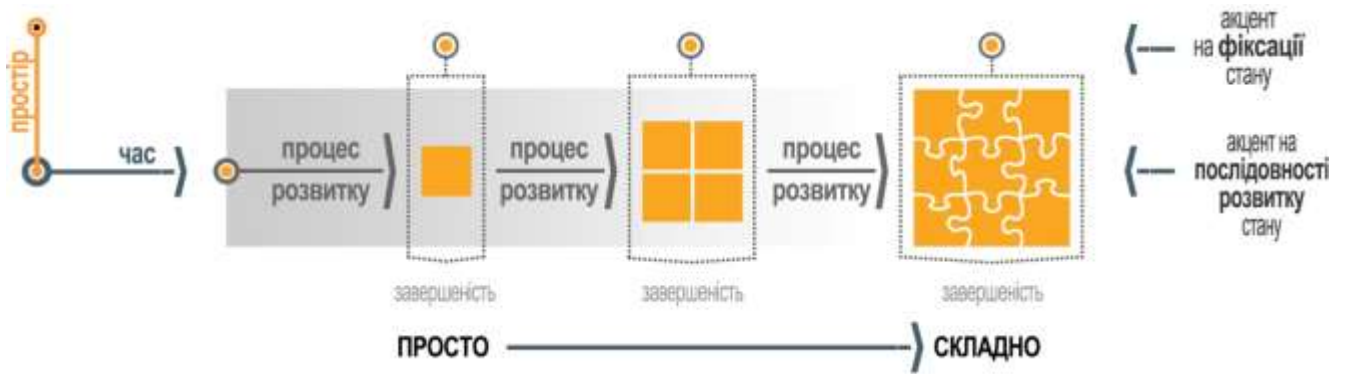 простір
час
процес
розвитку
процес
розвитку
процес
розвитку
завершеність
завершеність
завершеність
ПРОСТО
СКЛАДНО
акцент
на фіксації
стану
акцент на
послідовності
розвитку
стану